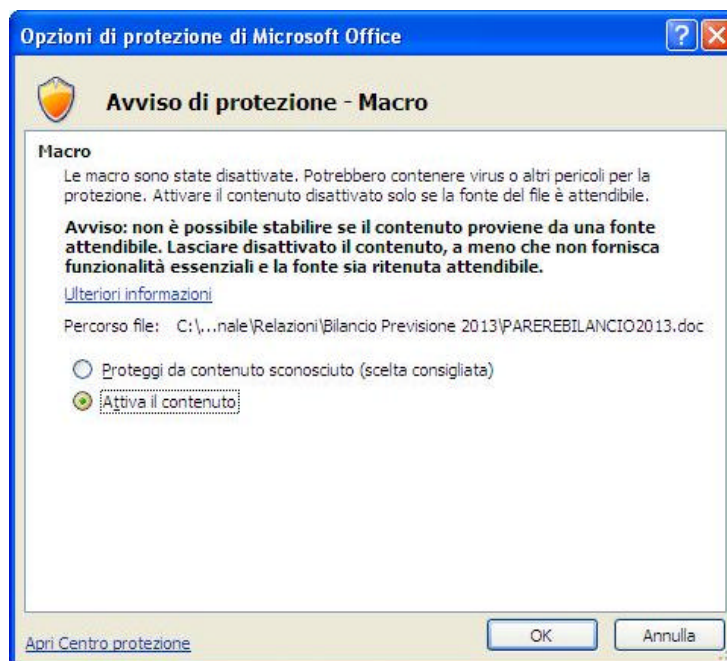 Opzioni di protezione di Microsoft Office
Avviso di protezione - Macro
Macro
Le macro sono state disattivate. Potrebbero contenere virus o altri pericoli per la
protezione. Attivare il contenuto disattivato solo se la fonte del file è attendibile.
Avviso: non è possibile stabilire se il contenuto proviene da una fonte
attendibile. Lasciare disattivato il contenuto, a meno che non fornisca
funzionalità essenziali e la fonte sia ritenuta attendibile.
Ulteriori informazioni
Percorso file: C:\...nale\Relazioni\Bilancio Previsione 2013\PAREREBILANCIO2013.doc
Proteggi da contenuto sconosciuto (scelta consigliata)
Attiva il contenuto
Apri Centro protezione
OK
Annulla